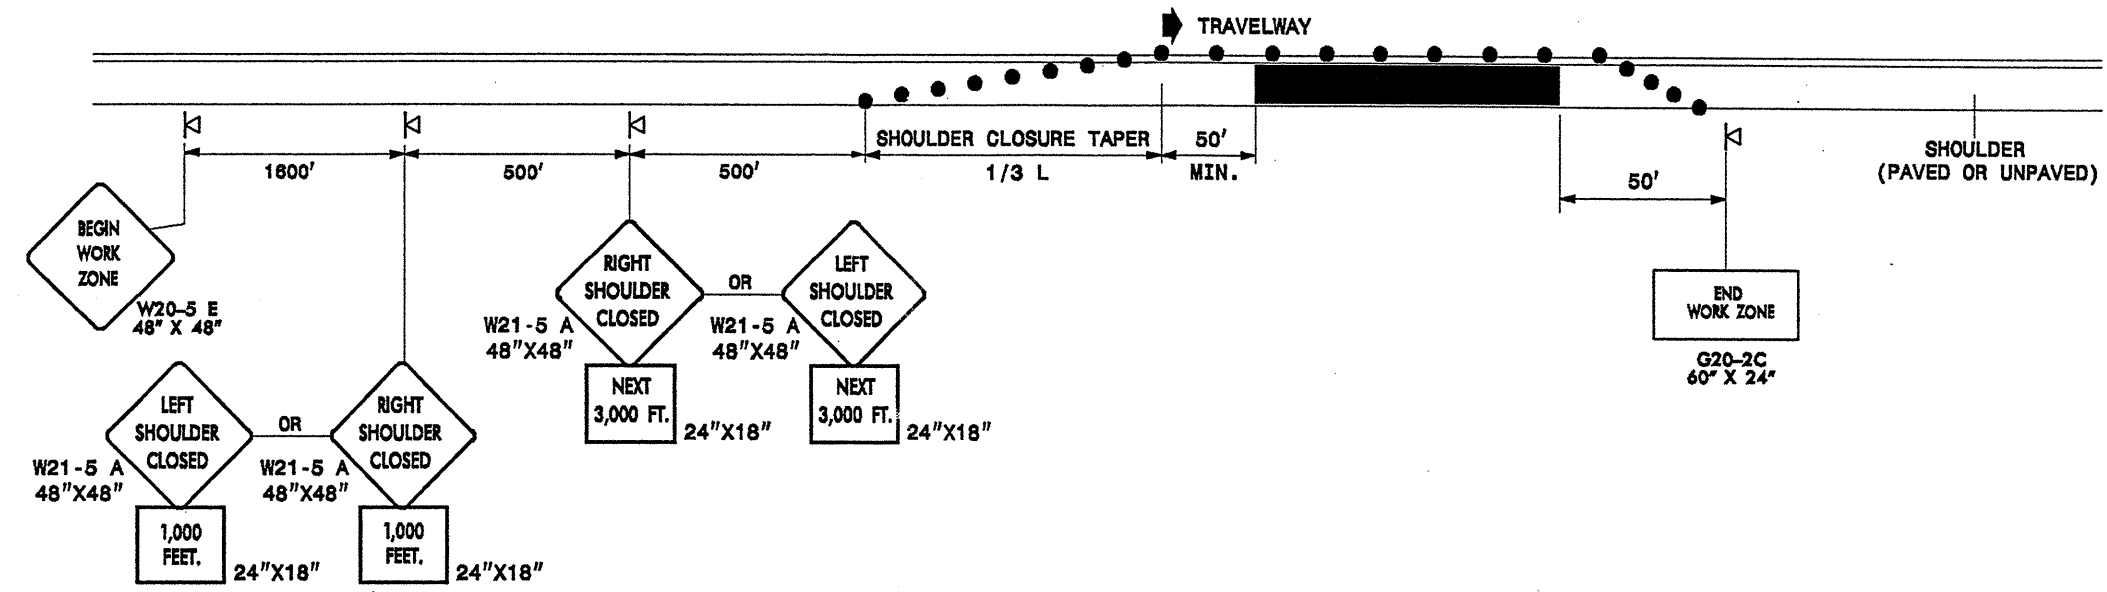 TRAVELWAY
SHOULDER CLOSURE TAPER
50'
1600'
500'
500'
1/3 L
MIN.
SHOULDER
(PAVED OR UNPAVED)
50'
BEGIN
WORK
ZONE
W20-5 E
48" X 48"
RIGHT
SHOULDER
CLOSED
OR
LEFT
SHOULDER
CLOSED
W21-5 A
48"X48"
W21-5 A
48"X48"
NEXT
3,000 FT.
24"X18"
NEXT
3,000 FT.
24"X18"
END
WORK ZONE
G20-2C
60" X 24"
LEFT
SHOULDER
CLOSED
OR
RIGHT
SHOULDER
CLOSED
W21-5 A
48"X48"
W21-5 A
48"X48"
1,000
FEET.
24"X18"
1,000
FEET.
24"X18"